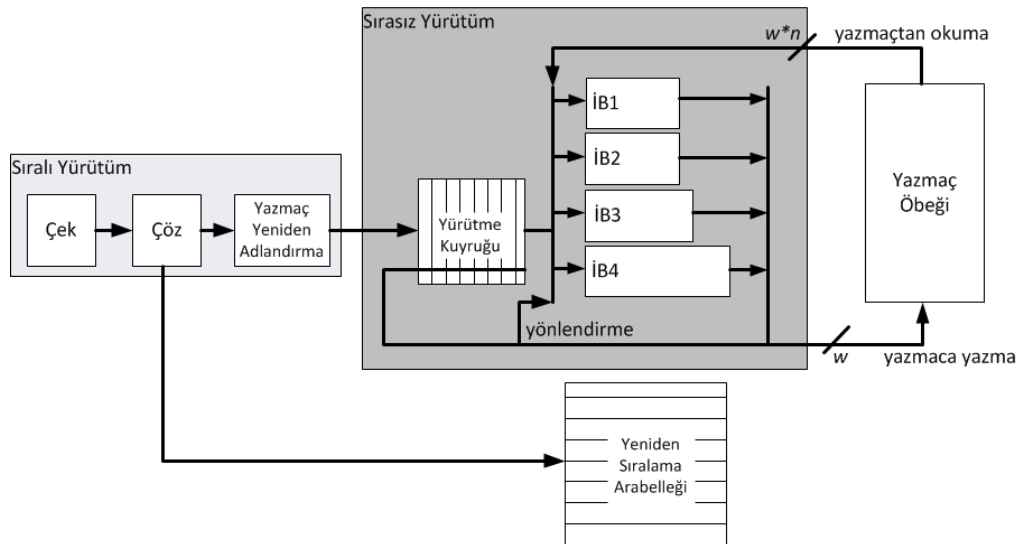 Sırasız Yürütüm
w*n
yazmaçtan okuma
İB1
İB2
İB3
İB4
Yazmaç
Öbeği
Sıralı Yürütüm
Çek
Çöz
Yazmaç
Yeniden
Adlandırma
Yürütme
Kuyruğu
yönlendirme
w
yazmaca yazma
Yeniden
Sıralama
Arabelleği